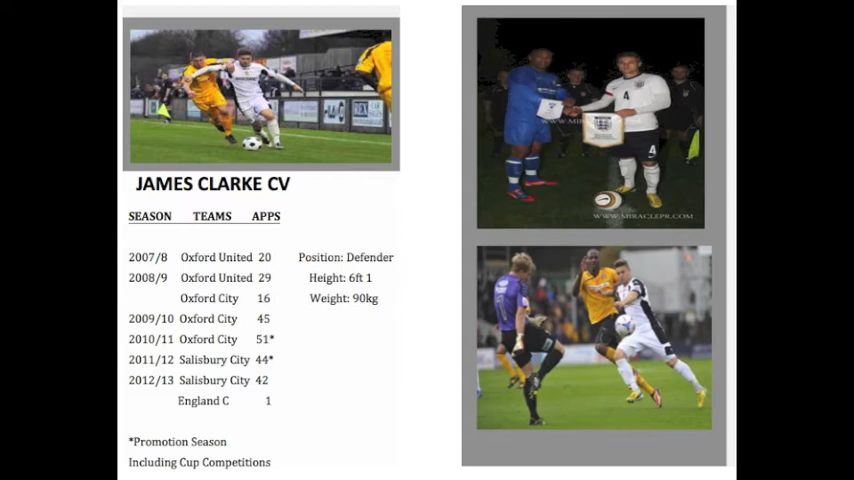 JAMES CLARKE CV
SEASON TEAMS APPS
2007/8 Oxford United 20 Position: Defender
2008/9 Oxford United 29 Height: 6ft 1
Oxford City 16 Weight: 90kg
2009/10 Oxford City 45
2010/11 Oxford City 51*
2011/12 Salisbury City 44*
2012/13 Salisbury City 42
England C 1
*Promotion Season
Including Cup Competitions
4
4
WWW.MIRACLEPR.COM